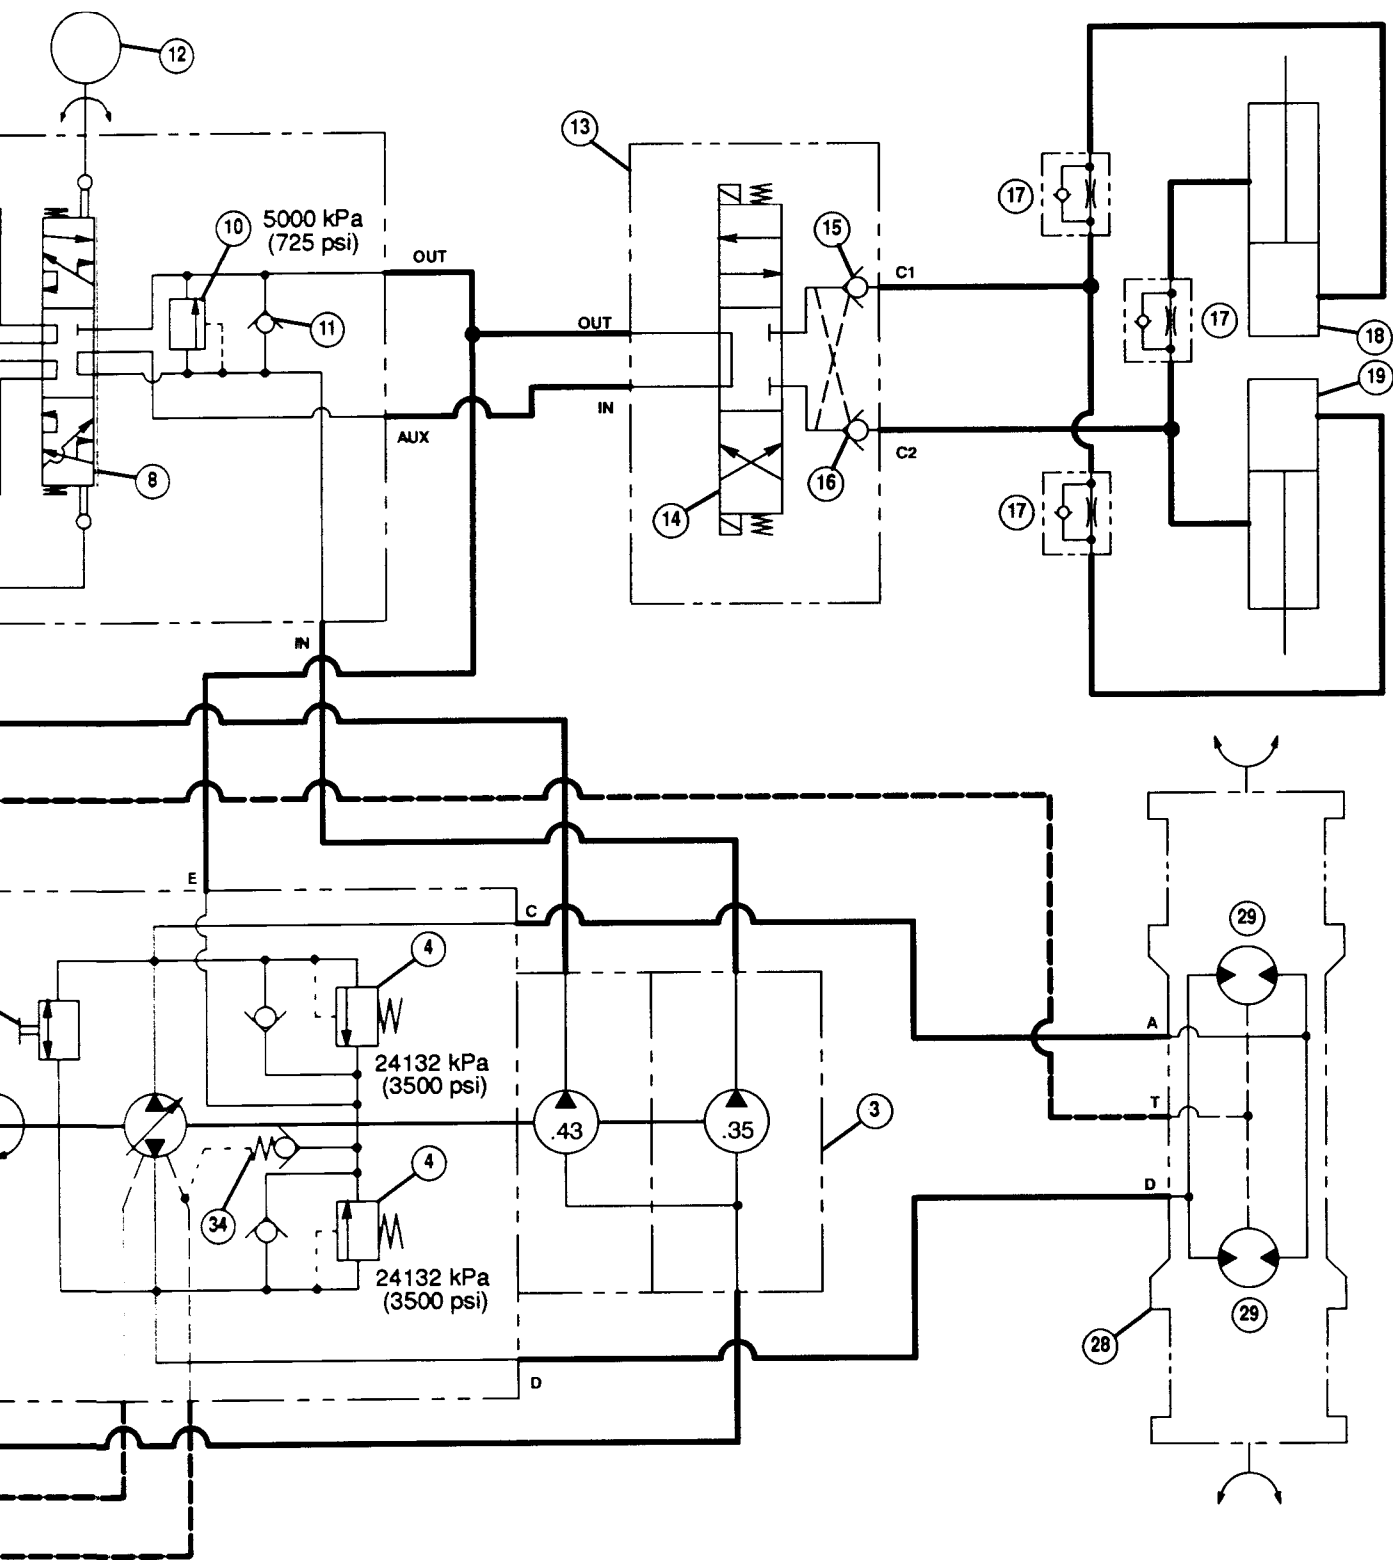 12
13
10
5000 kPa
(725 psi)
15
17
OUT
C1
11
OUT
17
18
19
IN
AUX
C2
8
16
14
17
IN
E
C
29
4
A
24132 kPa
(3500 psi)
T
3
.43
.35
4
D
34
24132 kPa
(3500 psi)
29
28
D